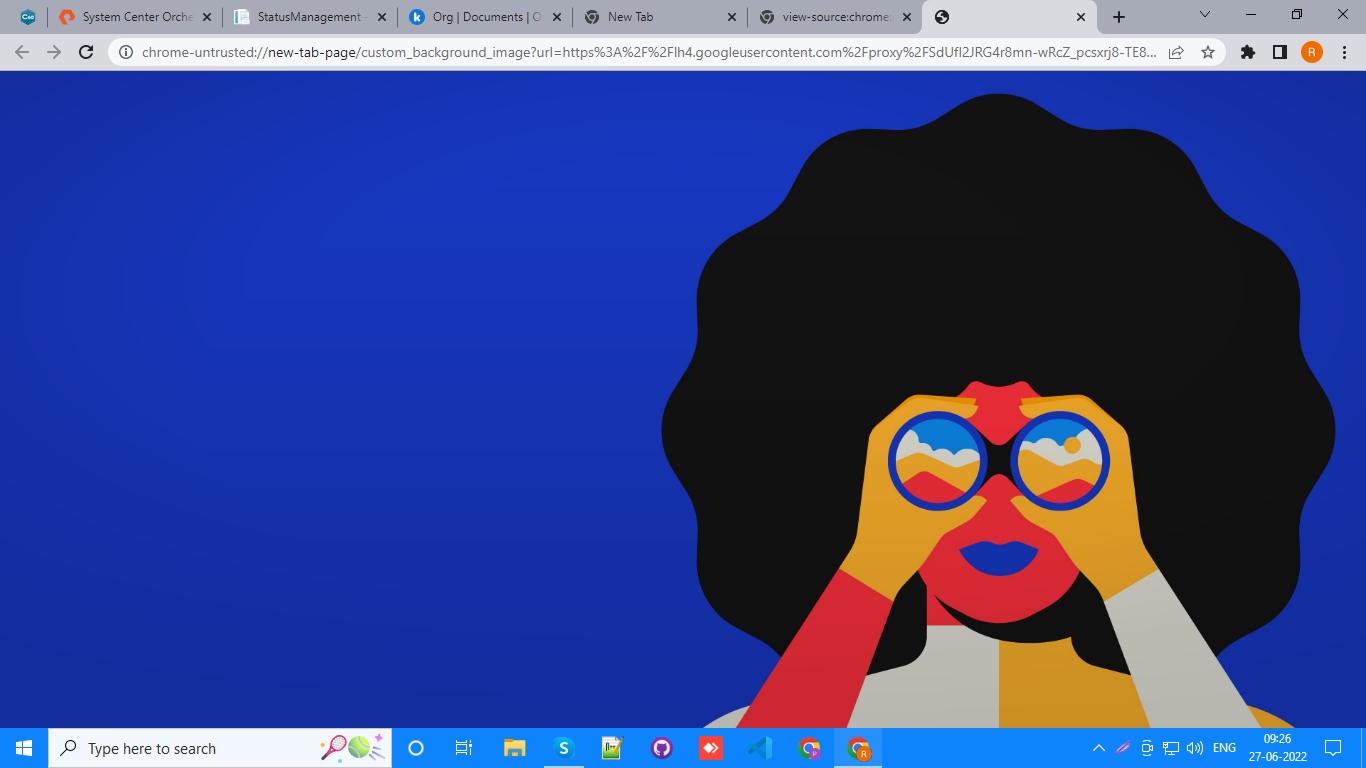 System Center Orche
StatusManagement -
Org | Documents | O
New Tab
view-source:chrome:
chrome-untrusted://new-tab-page/custom_background_image?url=https%3A%2F%2Flh4.googleusercontent.com%2Fproxy%2FSdUfl2JRG4r8mn-wRcZ_pcsxrj8-TE8...
R
Type here to search
ENG
09:26
27-06-2022